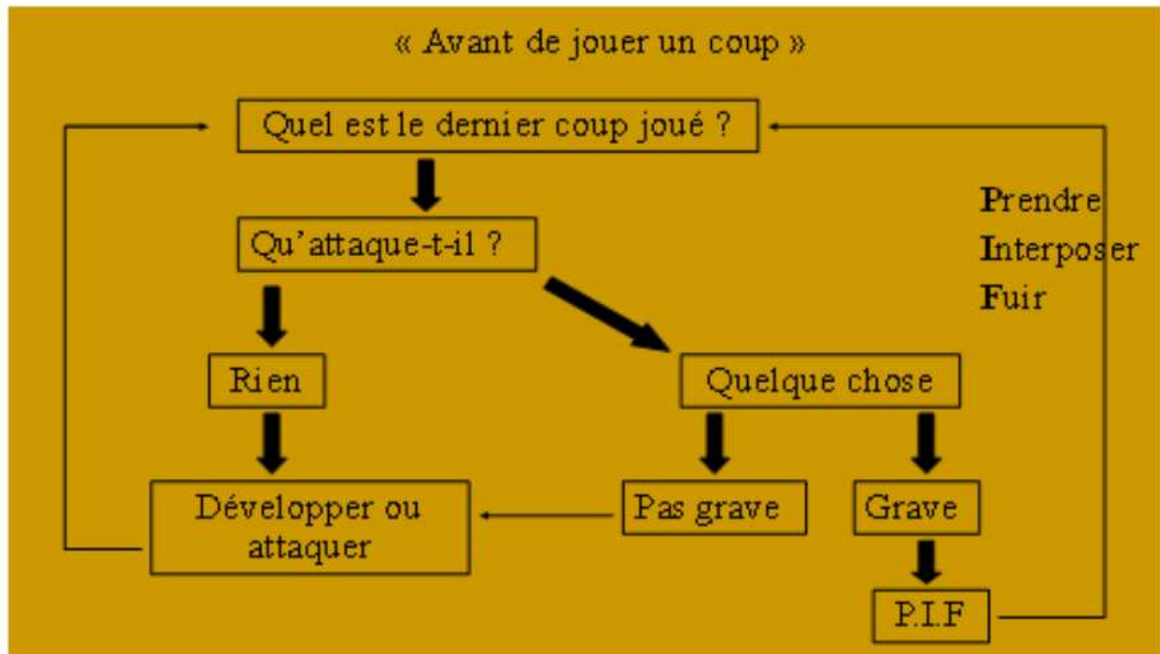 « Avant de jouer un coup »
Quel est le dernier coup joué ?
Qu’attaque-t-il ?
Prendre
Interposer
Fuir
Rien
Quelque chose
Développer ou
attaquer
Pas grave
Grave
P.I.F